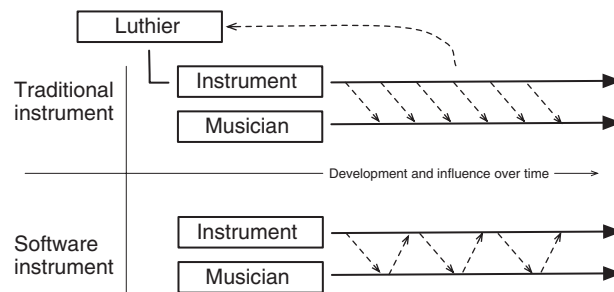 Luthier
Traditional
instrument
Instrument
Musician
Development and influence over time
Software
instrument
Instrument
Musician